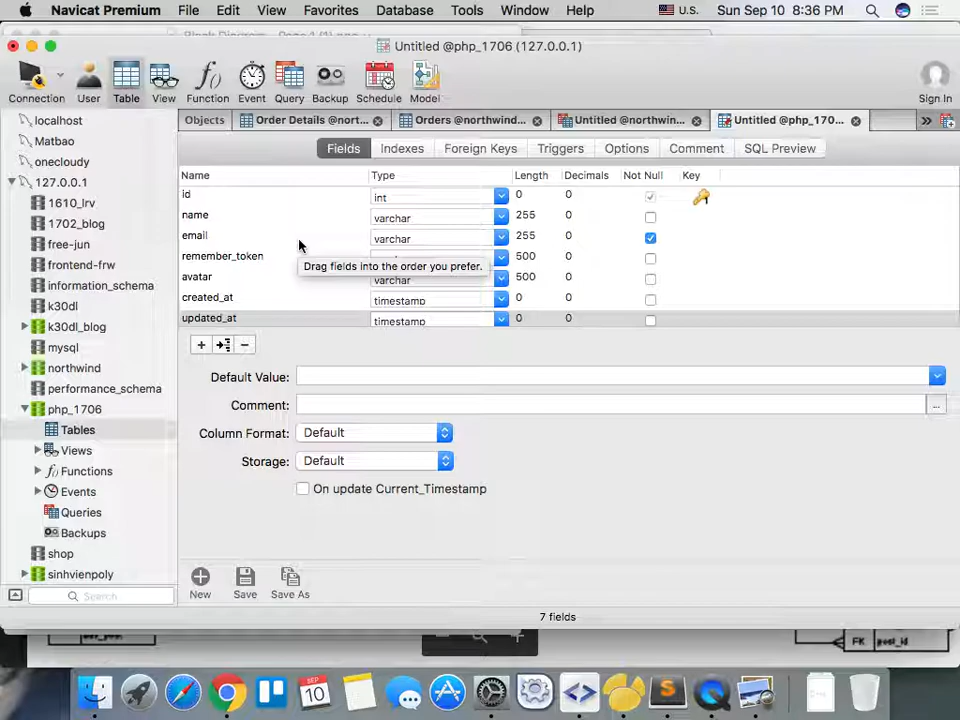 Navicat Premium File Edit View Favorites Database Tools Window Help U.S. Sun Sep 10 8:36 PM
Untitled @php_1706 (127.0.0.1)
Connection User Table View Function Event Query Backup Schedule Model Sign In
Objects Order Details @nort... Orders @northwind... Untitled @northwin... Untitled @php_170...
Fields Indexes Foreign Keys Triggers Options Comment SQL Preview
Name Type Length Decimals Not Null Key
id int 0 0
name varchar 255 0
email varchar 255 0
remember_token 500 0
Drag fields into the order you prefer.
avatar varchar 500 0
created_at timestamp 0 0
updated_at timestamp 0 0
localhost
Matbao
onecloudy
127.0.0.1
1610_lrv
1702_blog
free-jun
frontend-frw
information_schema
k30dl
k30dl_blog
mysql
northwind
performance_schema
php_1706
Tables
Views
Functions
Events
Queries
Backups
shop
sinhvienpoly
Search
Default Value:
Comment:
...
Column Format: Default
Storage: Default
On update Current_Timestamp
New Save Save As
7 fields
FK post_id
SEP
10